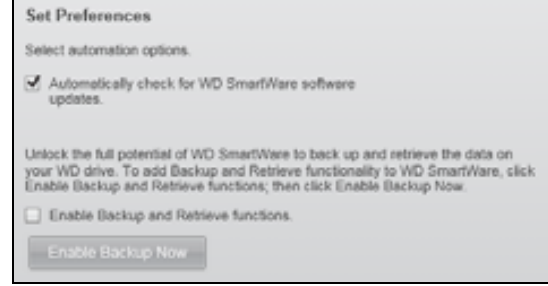 Set Preferences
Select automation options.
Automatically check for WD SmartWare software
updates.
Unlock the full potential of WD SmartWare to back up and retrieve the data on
your WD drive. To add Backup and Retrieve functionality to WD SmartWare, click
Enable Backup and Retrieve functions; then click Enable Backup Now.
Enable Backup and Retrieve functions.
Enable Backup Now